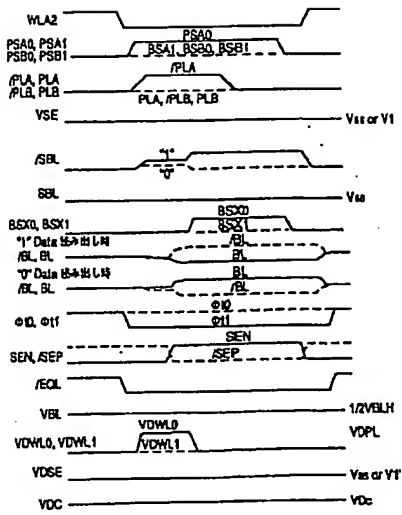 WLA2
PSA0
PSA0, PSA1
PSB0, PSB1
BSA1, BSB0, BSB1
/PLA
/PLA, PLA
/PLB, PLB
PLA, /PLB, PLB
VSE
Vss or V1
/SBL
"1"
"0"
SBL
Vss
BSX0
BSX0, BSX1
BSX1
"1" Data 読み出し時
/BL, BL
/BL
BL
"0" Data 読み出し時
/BL, BL
BL
/BL
Φt0, Φt1
Φt0
Φt1
SEN
SEN, /SEP
/SEP
/EQL
VBL
1/2VBLH
VDWL0
VDWL0, VDWL1
VDWL1
VDPL
VDSE
Vss or V1'
VDC
VDc